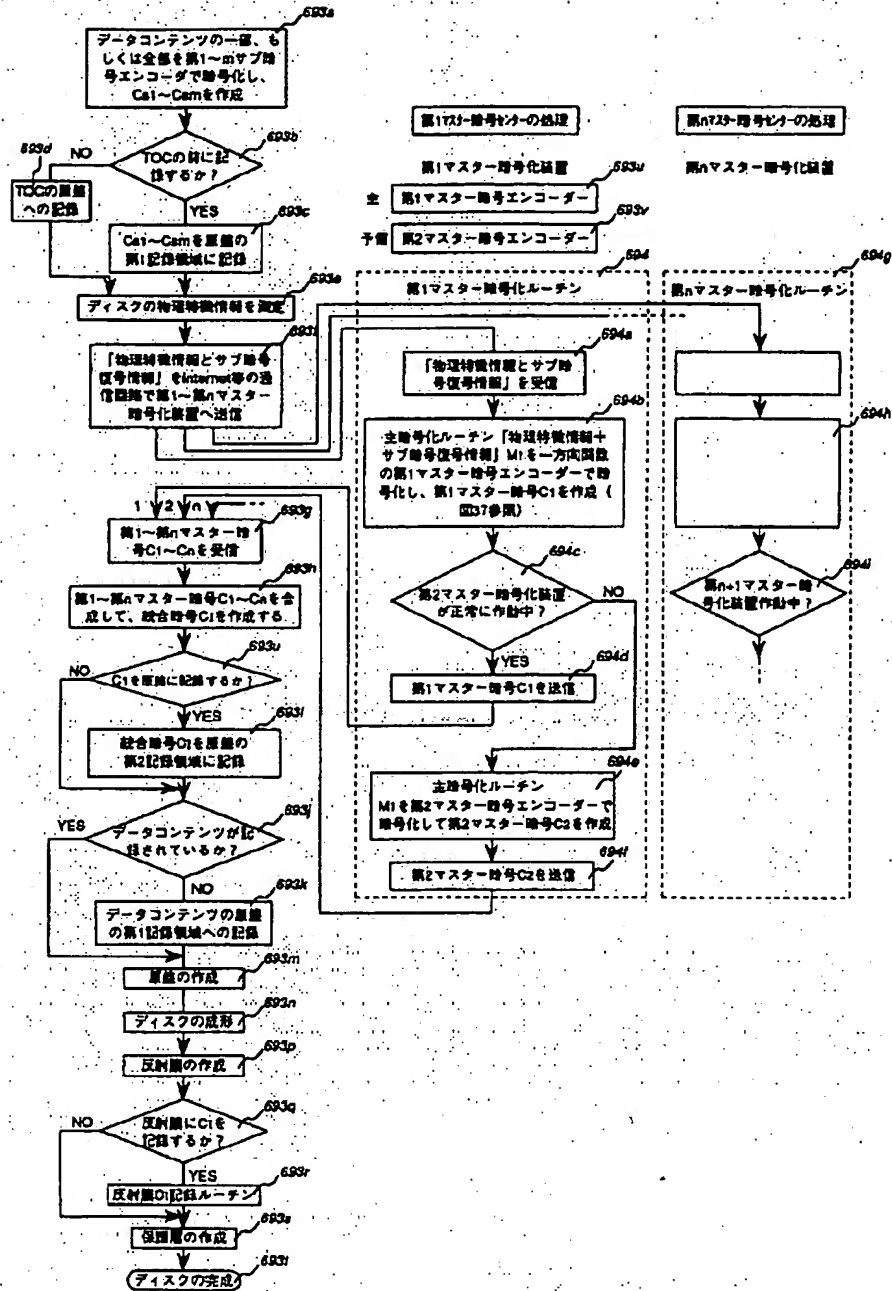 693a
データコンテンツの一部、も
しくは全部を第1〜mサブ暗
号エンコーダで暗号化し、
Ca1〜Camを作成
693b
TOCの前に記
録するか？
NO
YES
693d
TOCの原盤
への記録
693c
Ca1〜Camを原盤の
第1記録領域に記録
693e
ディスクの物理特徴情報を測定
693f
「物理特徴情報とサブ暗号
復号情報」をInternet等の通
信回路で第1〜第nマスター
暗号化装置へ送信
1 2 n
693g
第1〜第nマスター暗
号C1〜Cnを受信
693h
第1〜第nマスター暗号C1〜Cnを合
成して、統合暗号CIを作成する
693u
C1を原盤に記録するか？
NO
YES
693i
統合暗号CIを原盤の
第2記録領域に記録
693j
データコンテンツが記
録されているか？
YES
NO
693k
データコンテンツの原盤
の第1記録領域への記録
693m
原盤の作成
693n
ディスクの成形
693p
反射膜の作成
693q
反射膜にCIを
記録するか？
NO
YES
693r
反射膜CI記録ルーチン
693s
保護層の作成
693t
ディスクの完成
第1マスター暗号センターの処理
第1マスター暗号化装置
693u
主 第1マスター暗号エンコーダー
693v
予備 第2マスター暗号エンコーダー
694
第1マスター暗号化ルーチン
694a
「物理特徴情報とサブ暗号
復号情報」を受信
694b
主暗号化ルーチン「物理特徴情報＋
サブ暗号復号情報」M1を一方向関数
の第1マスター暗号エンコーダーで暗
号化し、第1マスター暗号C1を作成（
図37参照）
694c
第2マスター暗号化装置
が正常に作動中？
NO
YES
694d
第1マスター暗号C1を送信
694e
主暗号化ルーチン
M1を第2マスター暗号エンコーダーで
暗号化して第2マスター暗号C2を作成
694f
第2マスター暗号C2を送信
第nマスター暗号センターの処理
第nマスター暗号化装置
694g
第nマスター暗号化ルーチン
694h
694i
第n+1マスター暗号
化装置作動中？